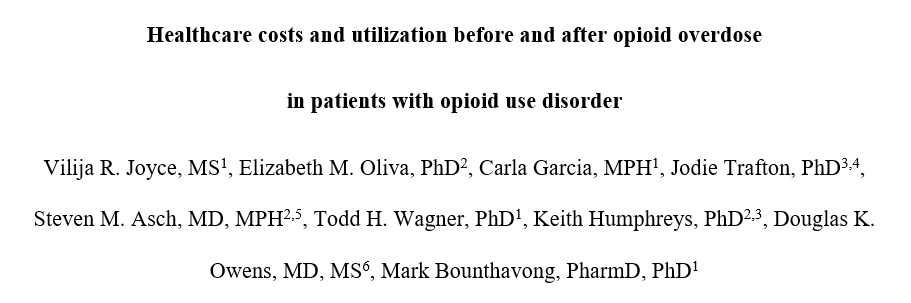 Healthcare costs and utilization before and after opioid overdose
in patients with opioid use disorder
Vilija R. Joyce, MS¹, Elizabeth M. Oliva, PhD², Carla Garcia, MPH¹, Jodie Trafton, PhD³,⁴,
Steven M. Asch, MD, MPH²,⁵, Todd H. Wagner, PhD¹, Keith Humphreys, PhD²,³, Douglas K.
Owens, MD, MS⁶, Mark Bounthavong, PharmD, PhD¹